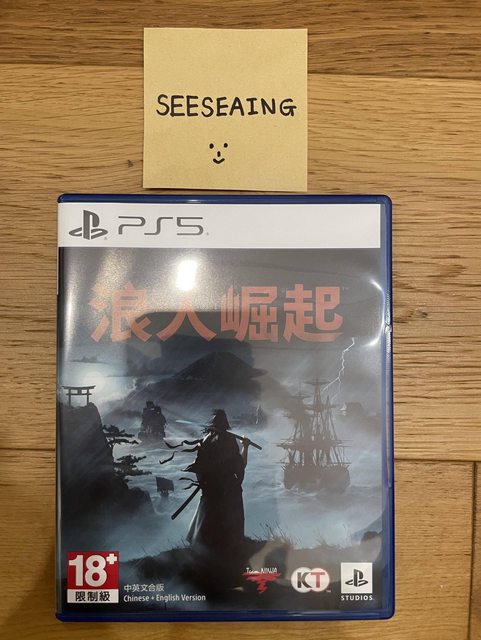 SEESEAING
PS5
浪人崛起
18+
限制級
中英文合版
Chinese + English Version
Team NINJA
KT
PlayStation
STUDIOS